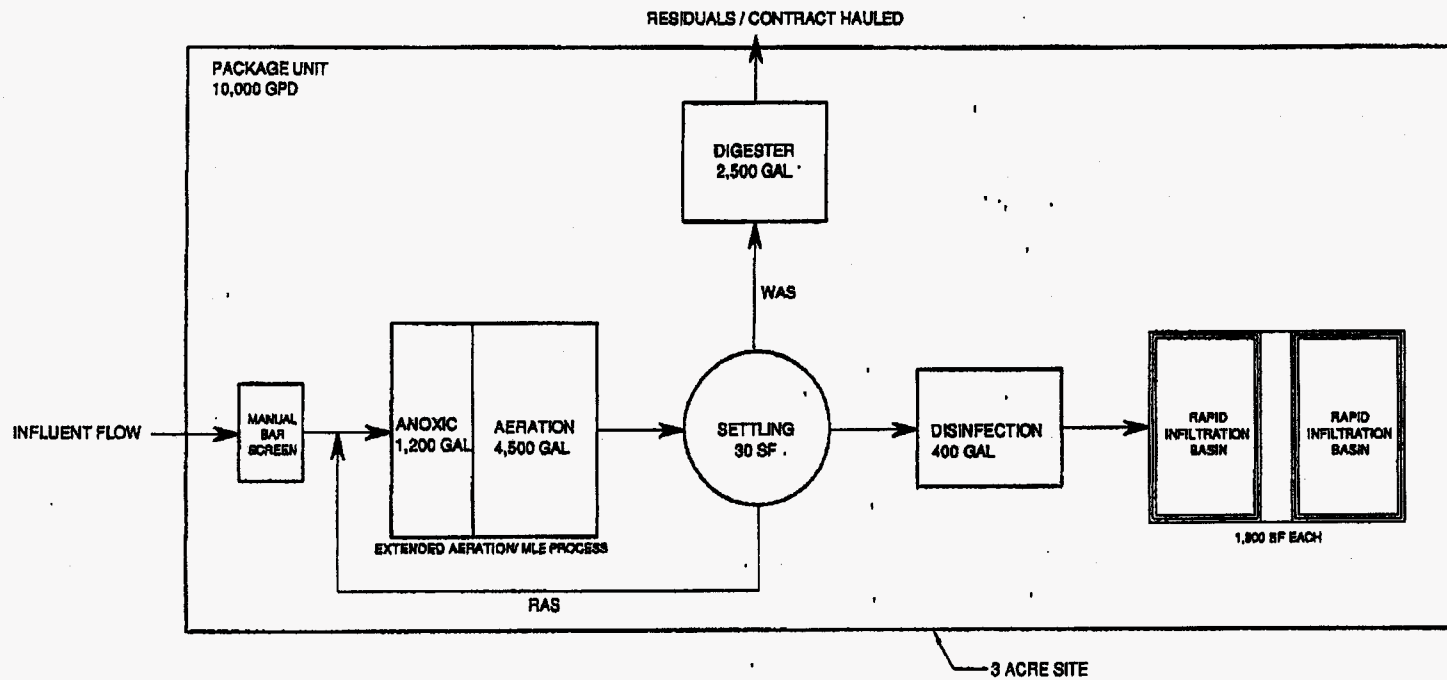 RESIDUALS / CONTRACT HAULED
PACKAGE UNIT
10,000 GPD
DIGESTER
2,500 GAL
WAS
INFLUENT FLOW
MANUAL
BAR
SCREEN
ANOXIC
1,200 GAL
AERATION
4,500 GAL
EXTENDED AERATION/ MLE PROCESS
SETTLING
30 SF
DISINFECTION
400 GAL
RAPID
INFILTRATION
BASIN
RAPID
INFILTRATION
BASIN
SF EACH
RAS
3 ACRE SITE